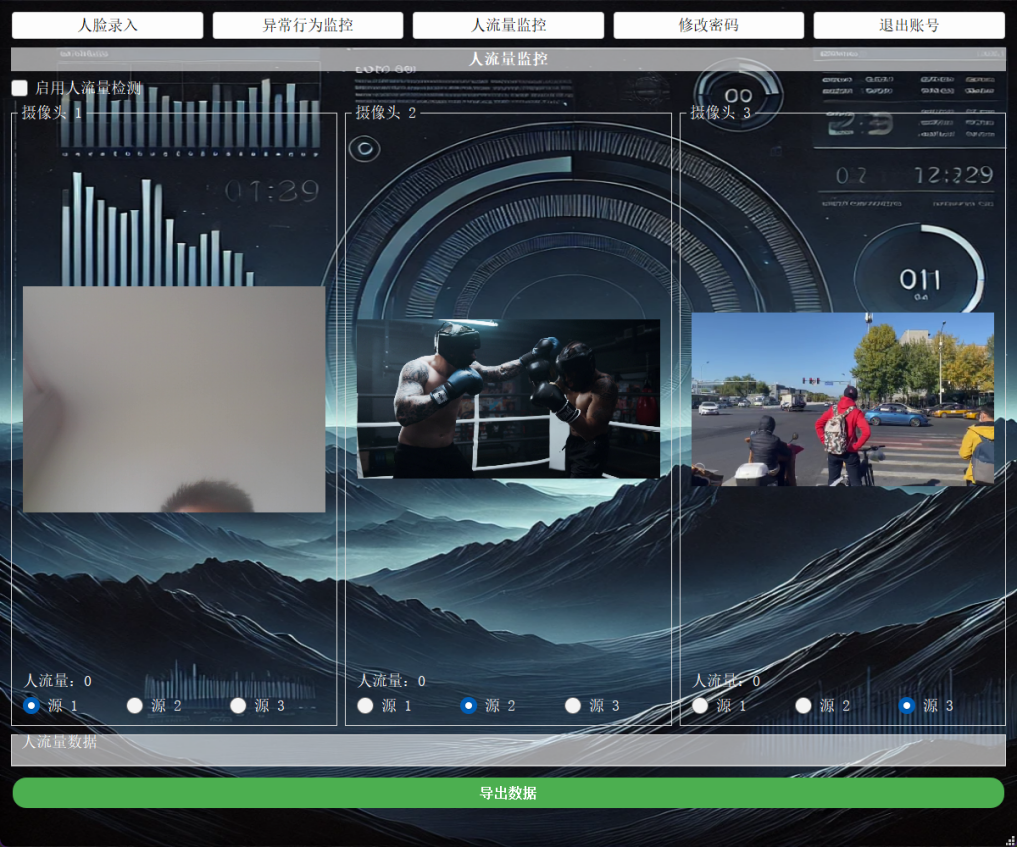 人脸录入 异常行为监控 人流量监控 修改密码 退出账号
人流量监控
启用人流量检测
摄像头 1 摄像头 2 摄像头 3
01:39
02 12:229
00
011
人流量: 0 人流量: 0 人流量: 0
源 1 源 2 源 3 源 1 源 2 源 3 源 1 源 2 源 3
人流量数据
导出数据